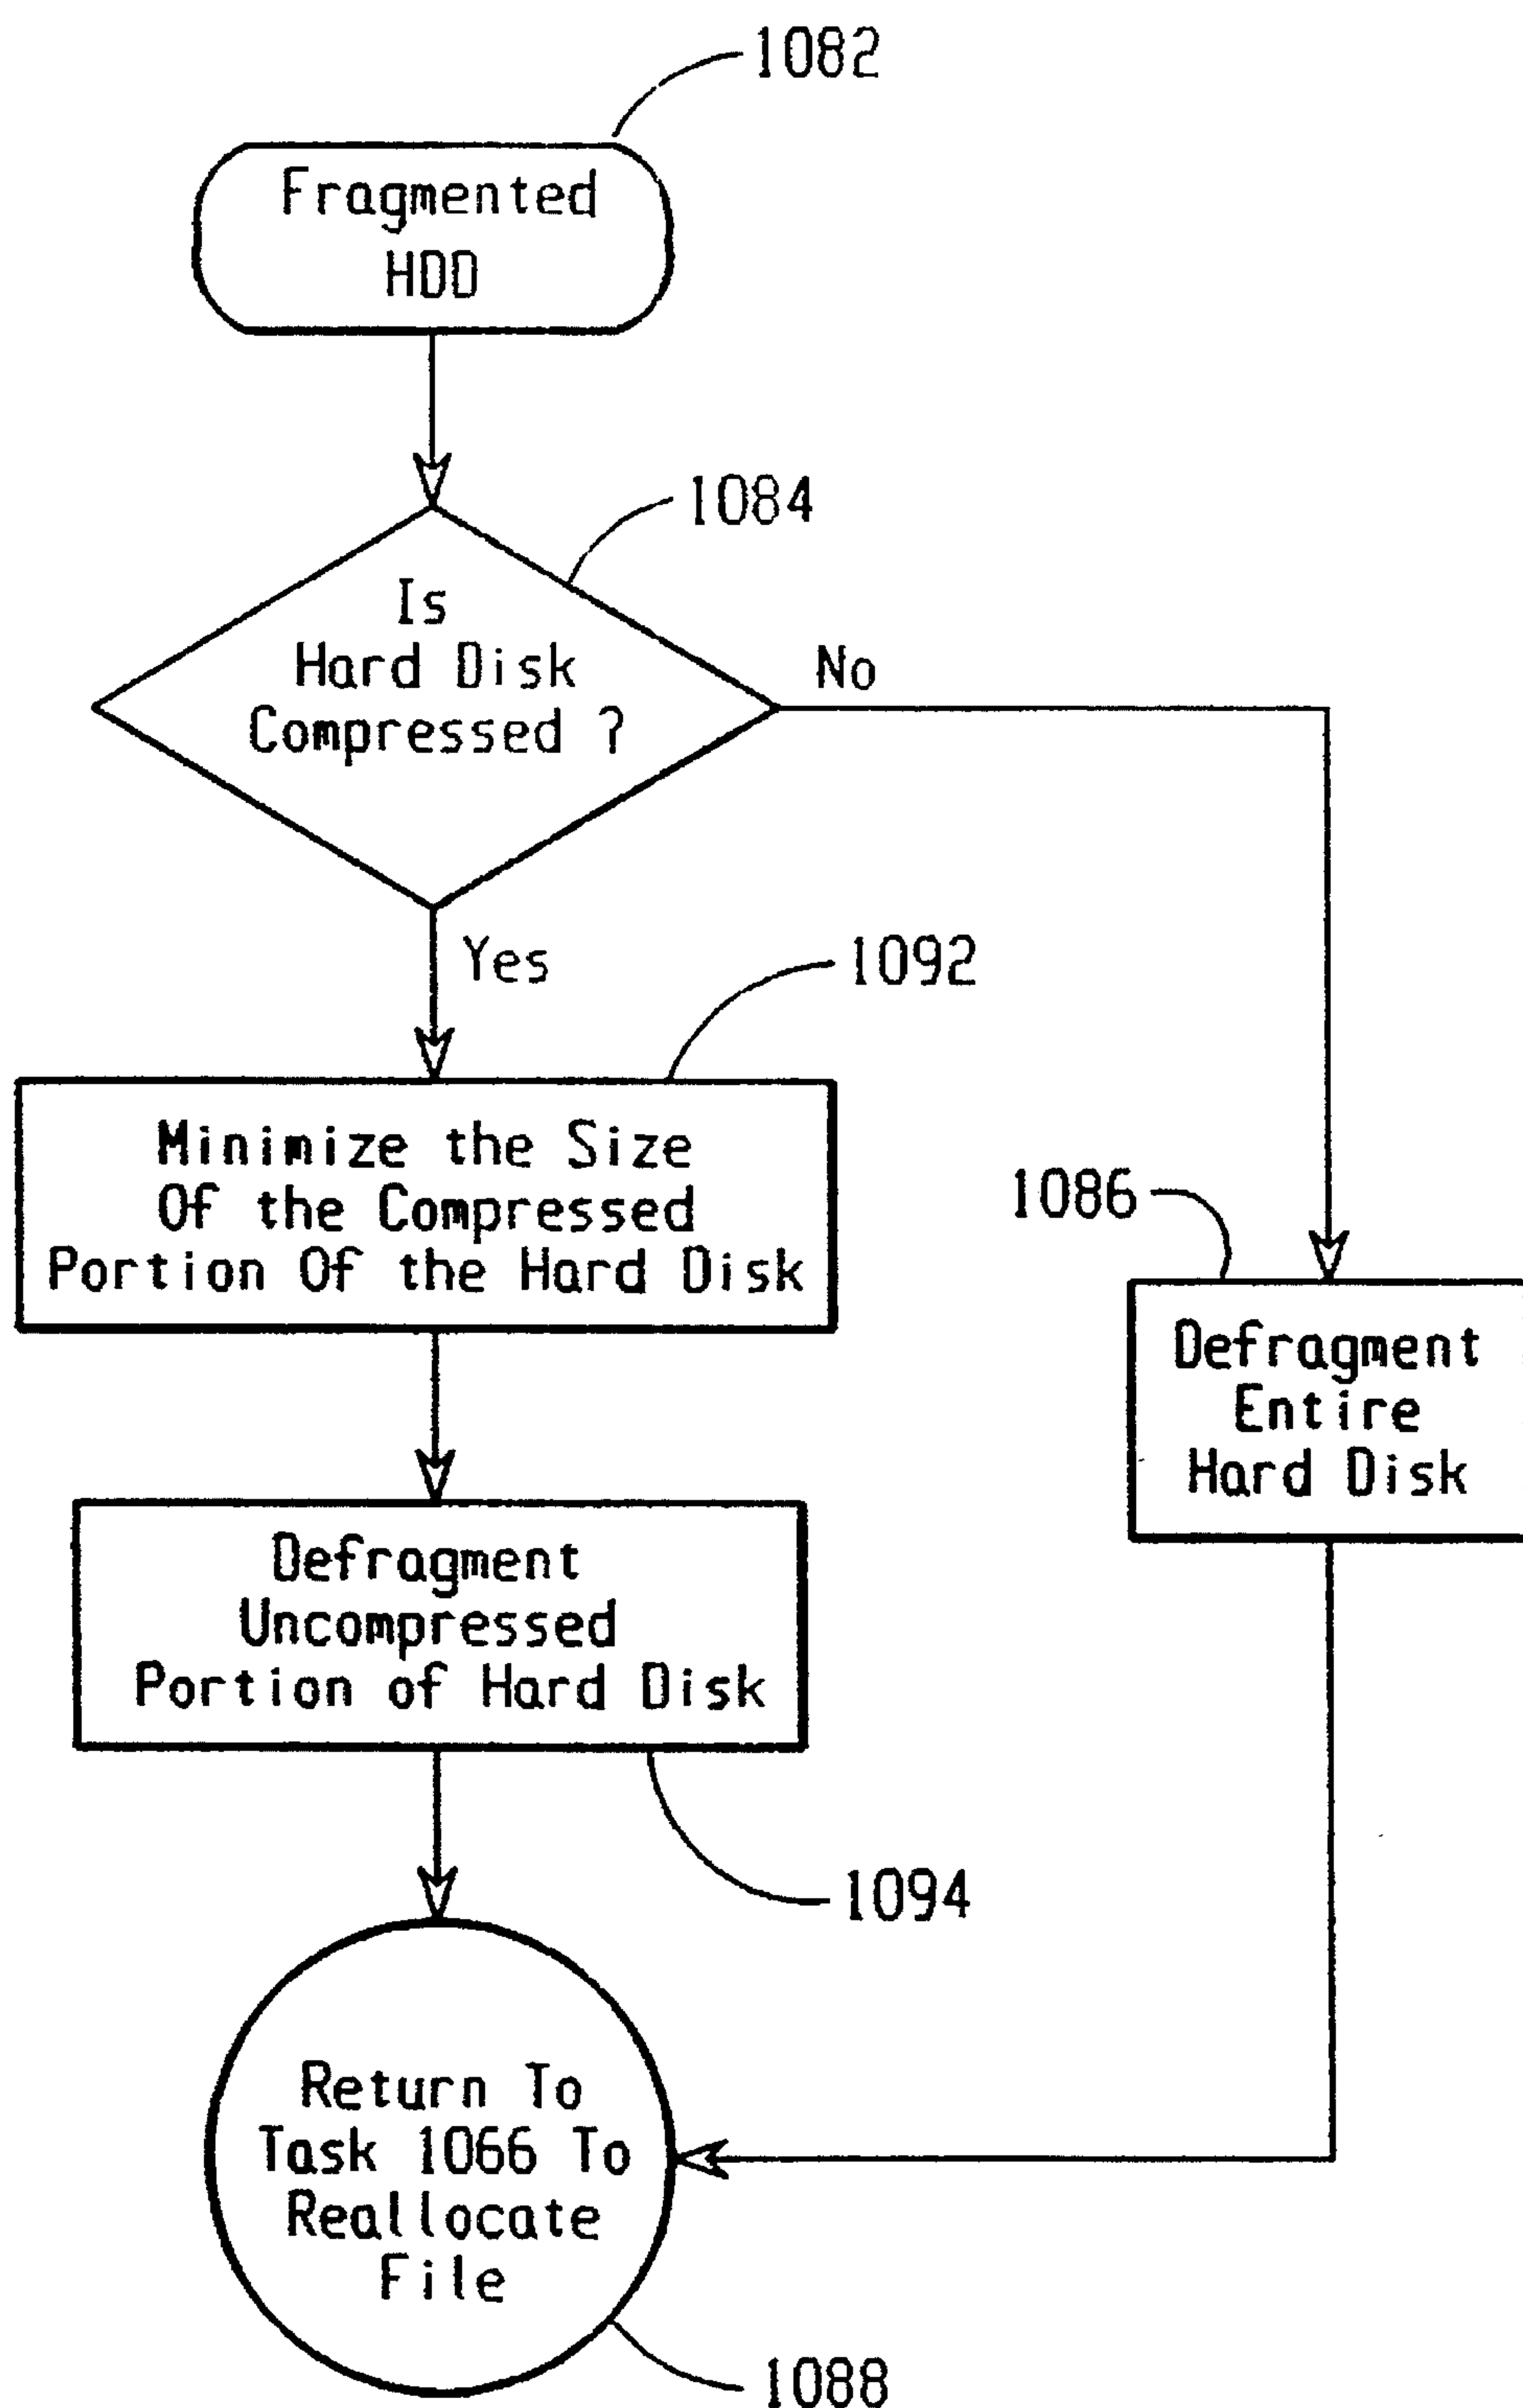 1082
Fragmented
HDD
1084
Is
Hard Disk
Compressed ?
No
Yes
1092
Minimize the Size
Of the Compressed
Portion Of the Hard Disk
1086
Defragment
Entire
Hard Disk
Defragment
Uncompressed
Portion of Hard Disk
1094
Return To
Task 1066 To
Reallocate
File
1088